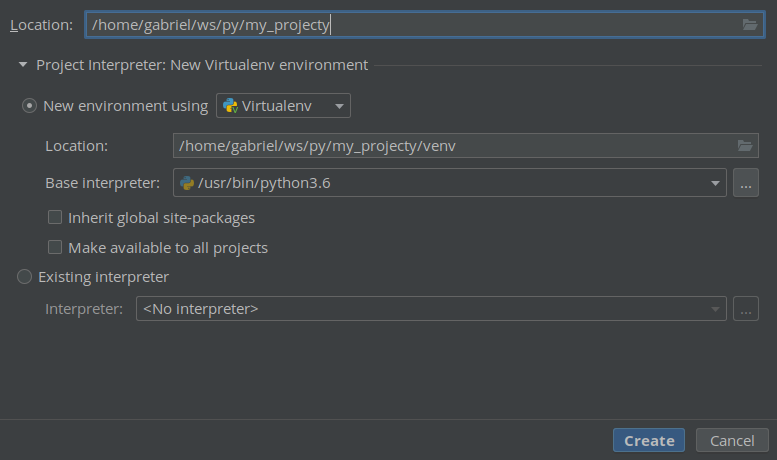 Location: /home/gabriel/ws/py/my_projecty
Project Interpreter: New Virtualenv environment
New environment using Virtualenv
Location: /home/gabriel/ws/py/my_projecty/venv
Base interpreter: /usr/bin/python3.6 ...
Inherit global site-packages
Make available to all projects
Existing interpreter
Interpreter: <No interpreter> ...
Create Cancel